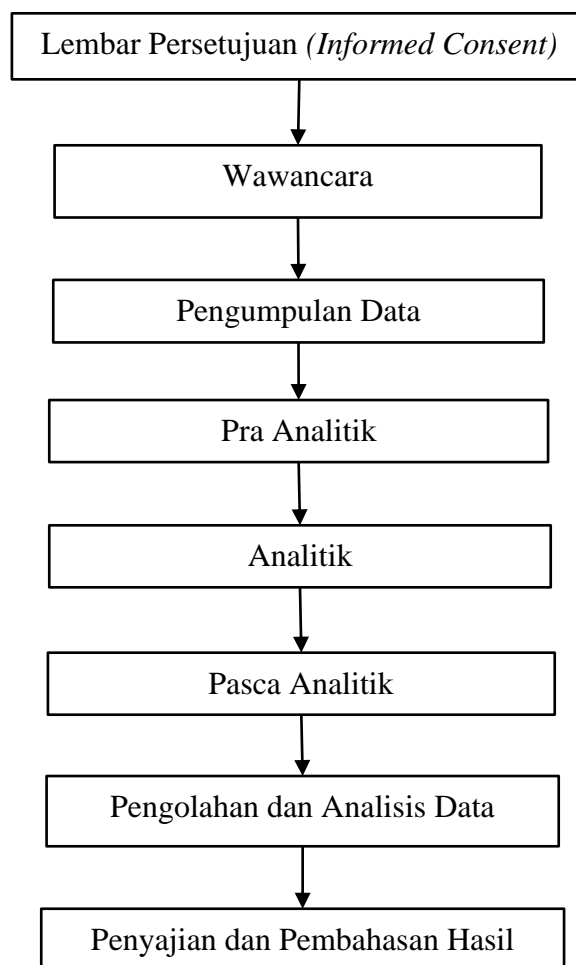 Lembar Persetujuan (Informed Consent)
Wawancara
Pengumpulan Data
Pra Analitik
Analitik
Pasca Analitik
Pengolahan dan Analisis Data
Penyajian dan Pembahasan Hasil